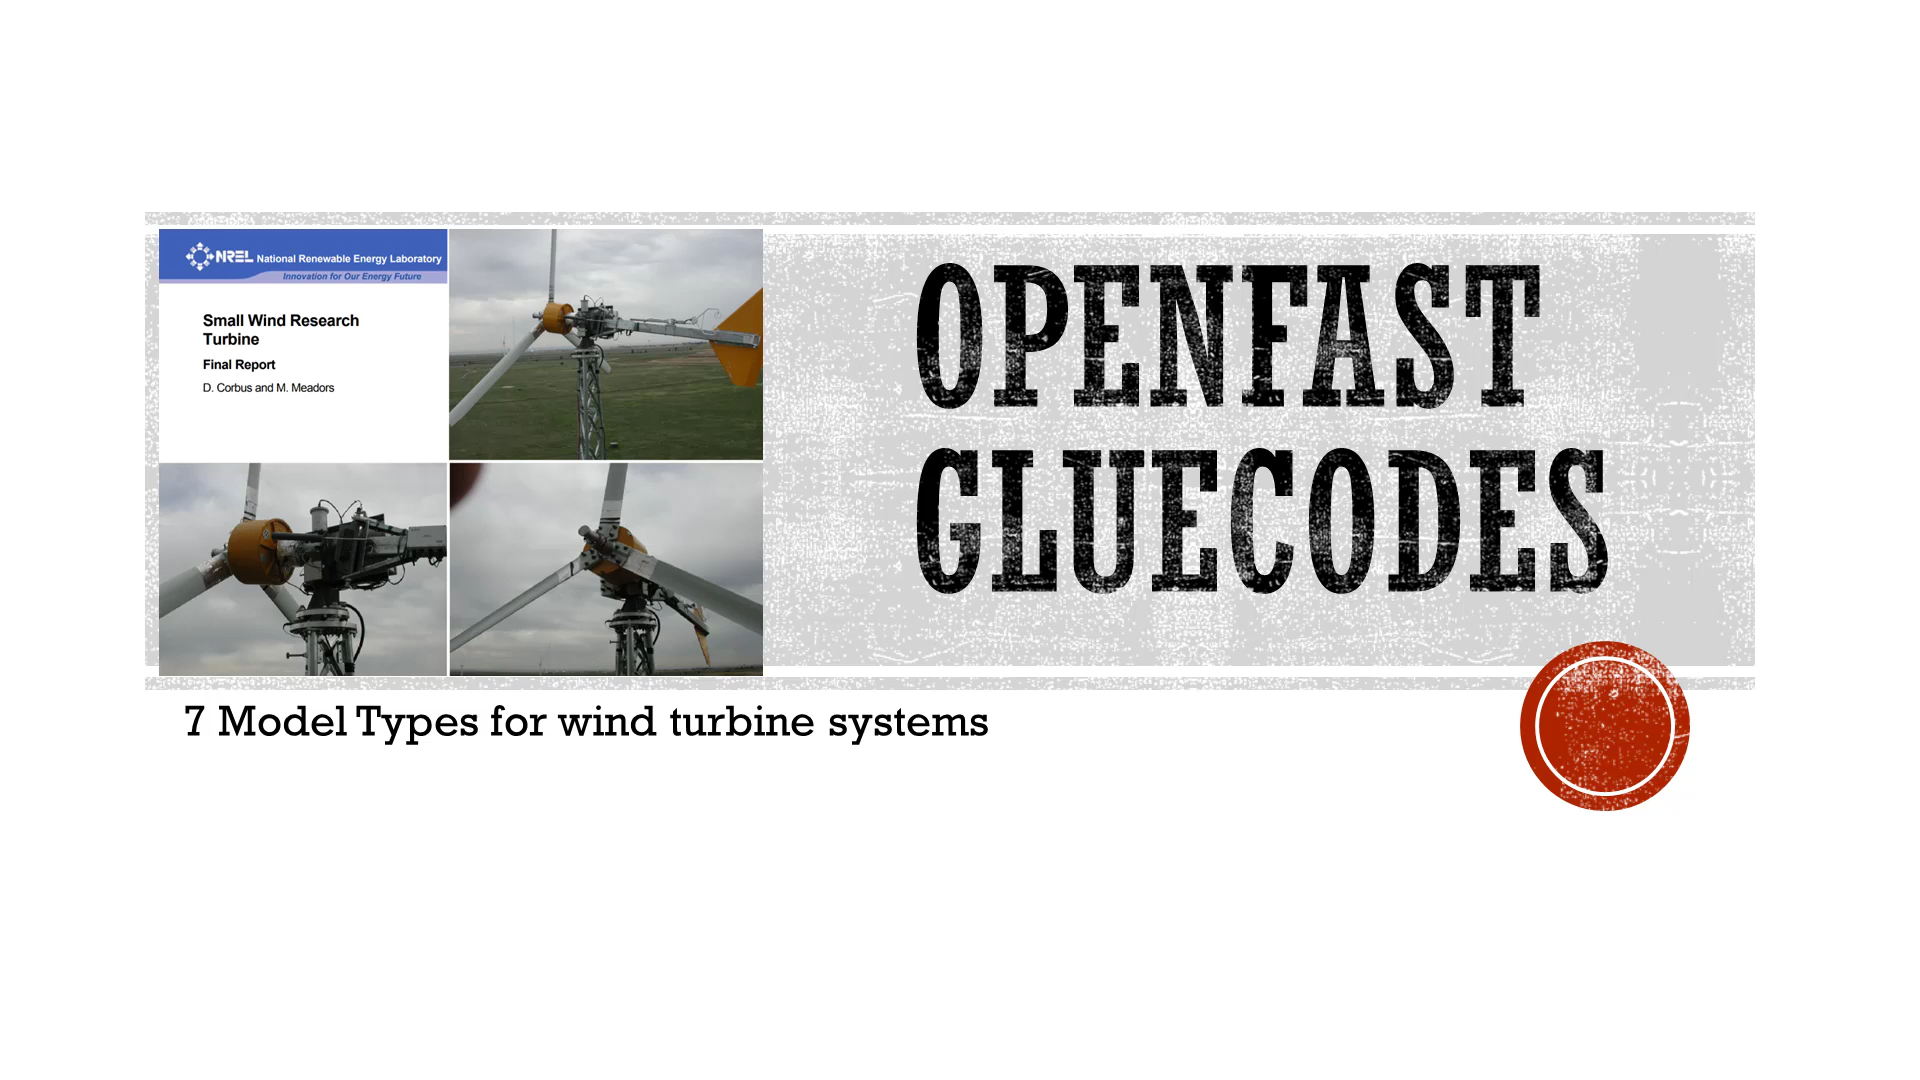 NREL National Renewable Energy Laboratory
Innovation for Our Energy Future
Small Wind Research
Turbine
Final Report
D. Corbus and M. Meadors
OPENFAST
GLUECODES
7 Model Types for wind turbine systems